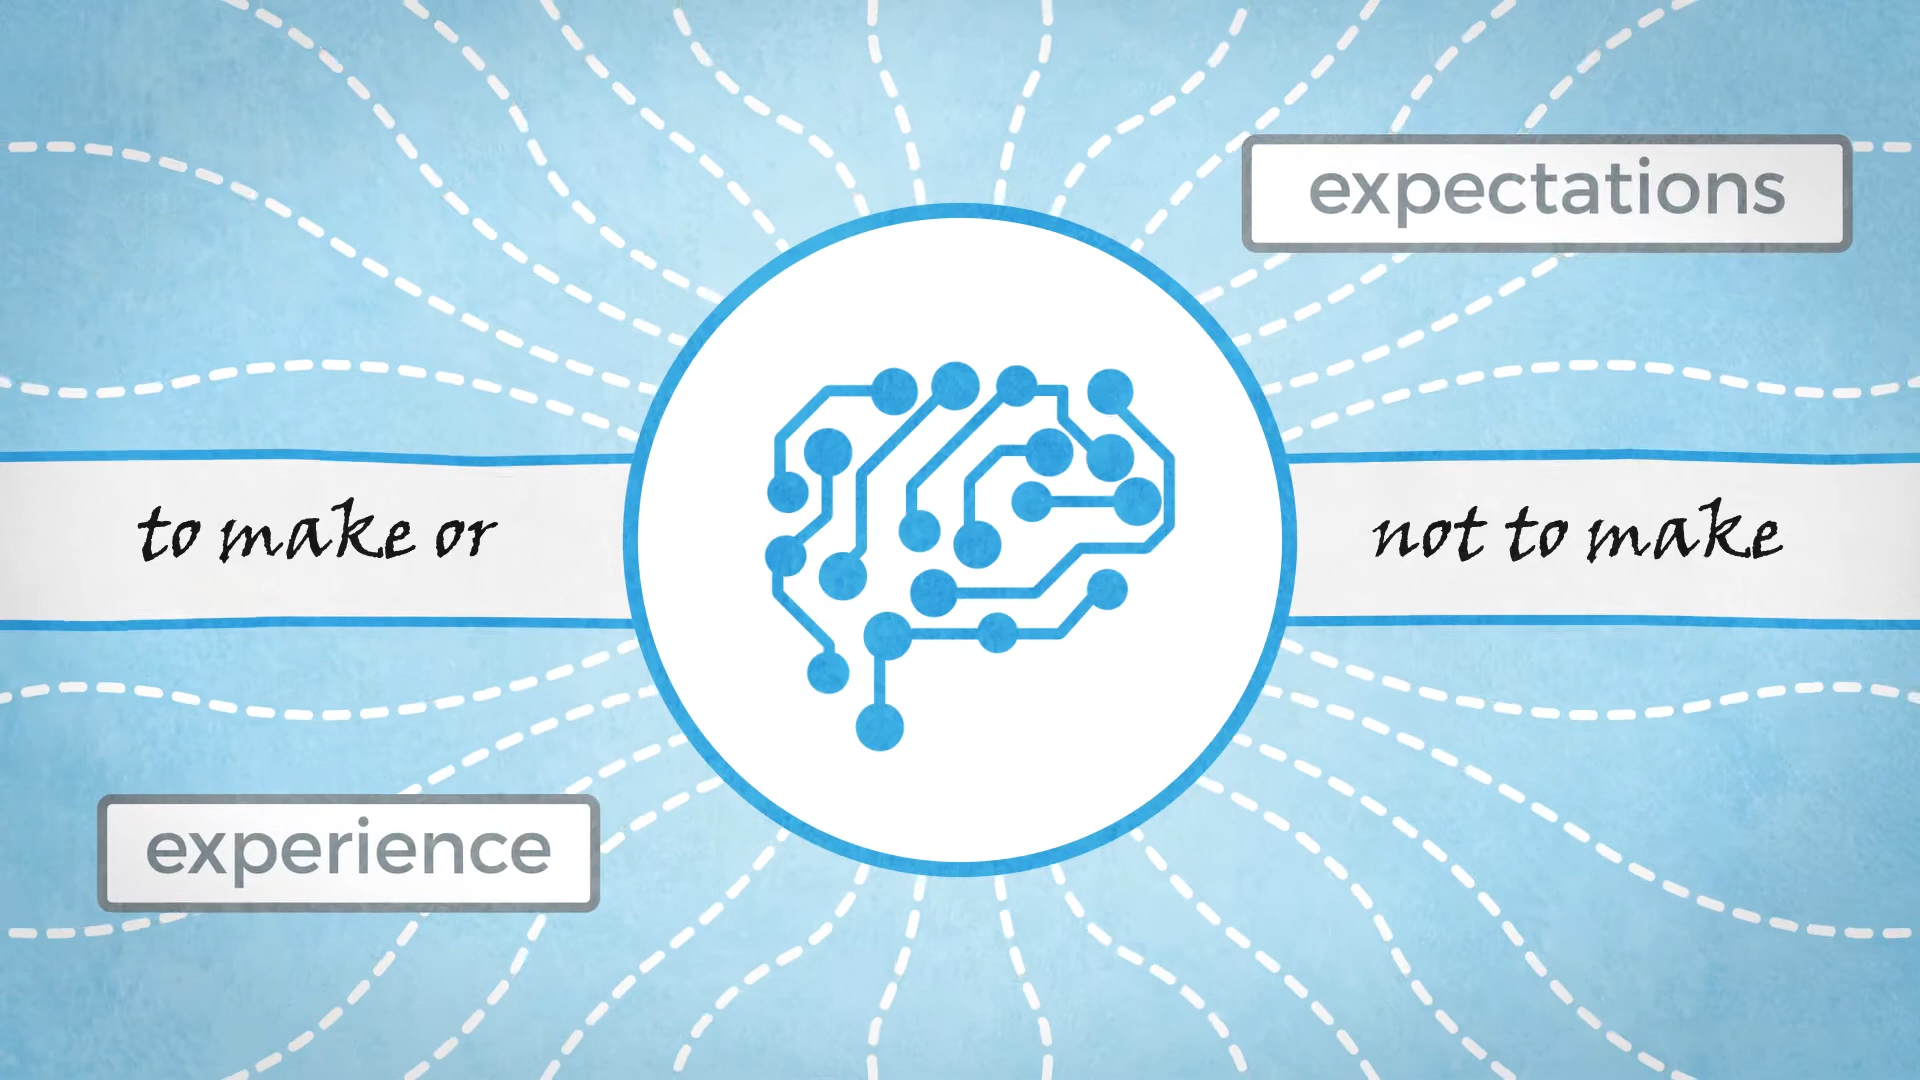 expectations
to make or
not to make
experience